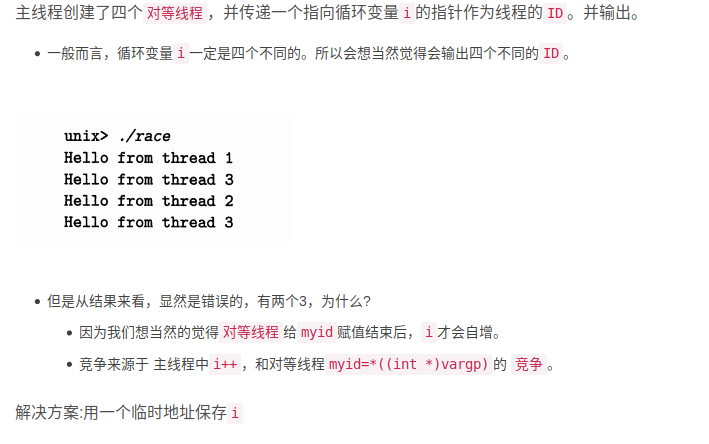 主线程创建了四个 对等线程 ，并传递一个指向循环变量 i 的指针作为线程的 ID 。并输出。
一般而言，循环变量 i 一定是四个不同的。所以会想当然觉得会输出四个不同的 ID 。
unix> ./race
Hello from thread 1
Hello from thread 3
Hello from thread 2
Hello from thread 3
但是从结果来看，显然是错误的，有两个3，为什么?
因为我们想当然的觉得 对等线程 给 myid 赋值结束后， i 才会自增。
竞争来源于 主线程中 i++ ，和对等线程 myid=*((int *)vargp) 的 竞争 。
解决方案:用一个临时地址保存 i